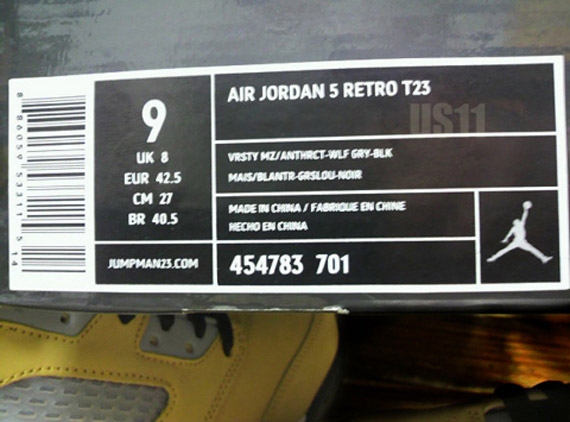 9
UK 8
EUR 42.5
CM 27
BR 40.5
JUMPMAN23.COM
AIR JORDAN 5 RETRO T23
US11
VRSTY MZ/ANTHRCT-WLF GRY-BLK
MAIS/BLANTR-GRSLOU-NOIR
MADE IN CHINA / FABRIQUE EN CHINE
HECHO EN CHINA
454783 701